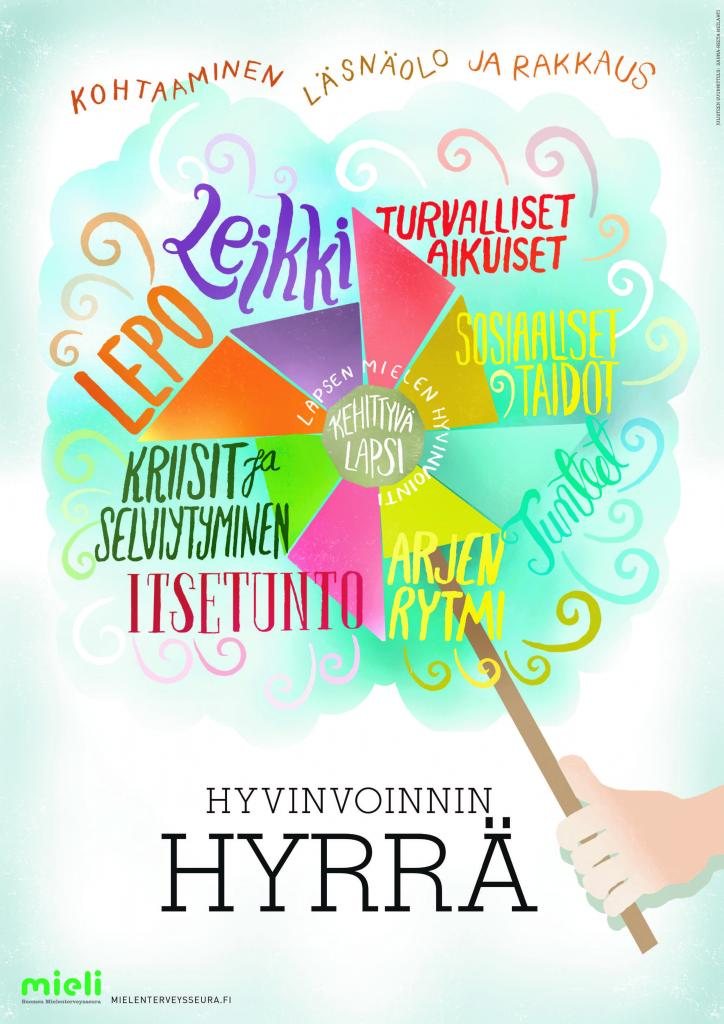 KOHTAAMINEN LÄSNÄOLO JA RAKKAUS
Leikki
TURVALLISET
AIKUISET
LEPO
SOSIAALISET
TAIDOT
LAPSEN MIELEN HYVINVOINTI
KEHITTYVÄ
LAPSI
Tunteet
KRIISIT ja
SELVIYTYMINEN
ITSETUNTO
ARJEN
RYTMI
HYVINVOINNIN
HYRRÄ
mieli
Suomen Mielenterveysseura
MIELENTERVEYSSEURA.FI